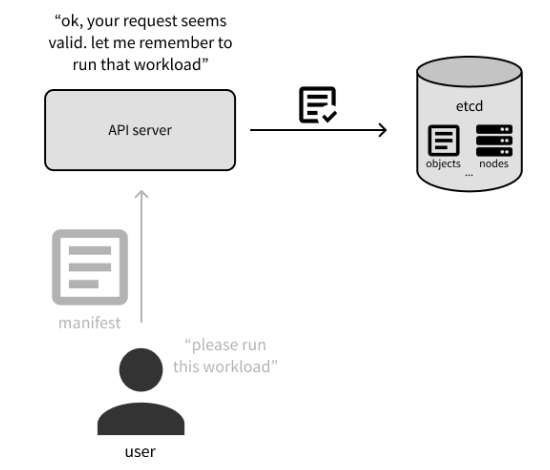 “ok, your request seems
valid. let me remember to
run that workload”
API server
etcd
objects nodes
...
manifest
“please run
this workload”
user